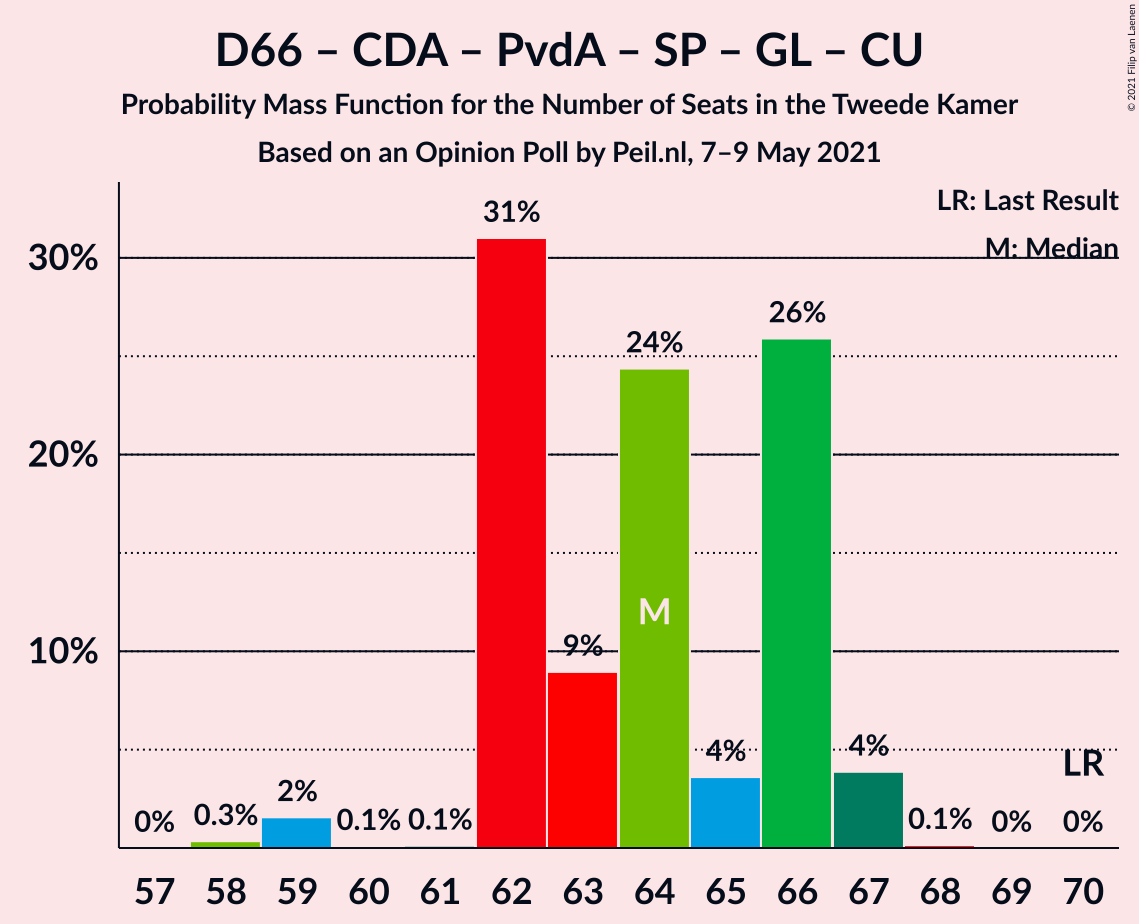 D66 – CDA – PvdA – SP – GL – CU
Probability Mass Function for the Number of Seats in the Tweede Kamer
Based on an Opinion Poll by Peil.nl, 7–9 May 2021
© 2021 Filip van Laenen
LR: Last Result
M: Median
30%
20%
10%
0%
0.3%
2%
0.1%
0.1%
31%
9%
24%
M
4%
26%
4%
0.1%
0%
LR
0%
57 58 59 60 61 62 63 64 65 66 67 68 69 70